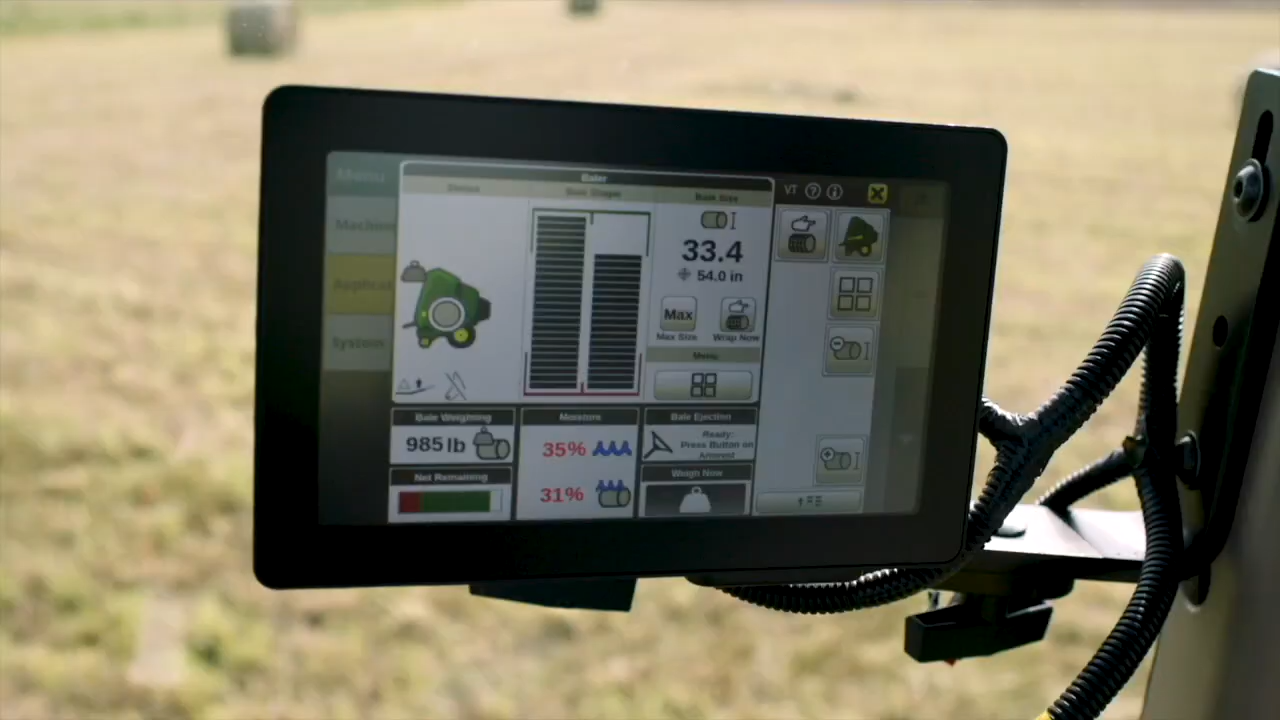 Menu
Machine
Applicat
System
Baler
Status
Bale Shape
Bale Size
33.4
54.0 in
Max
Max Size
Wrap Now
Menu
Bale Weighing
985 lb
Net Remaining
Moisture
35%
31%
Bale Ejection
Ready:
Press Button on
Armrest
Weigh Now
VT